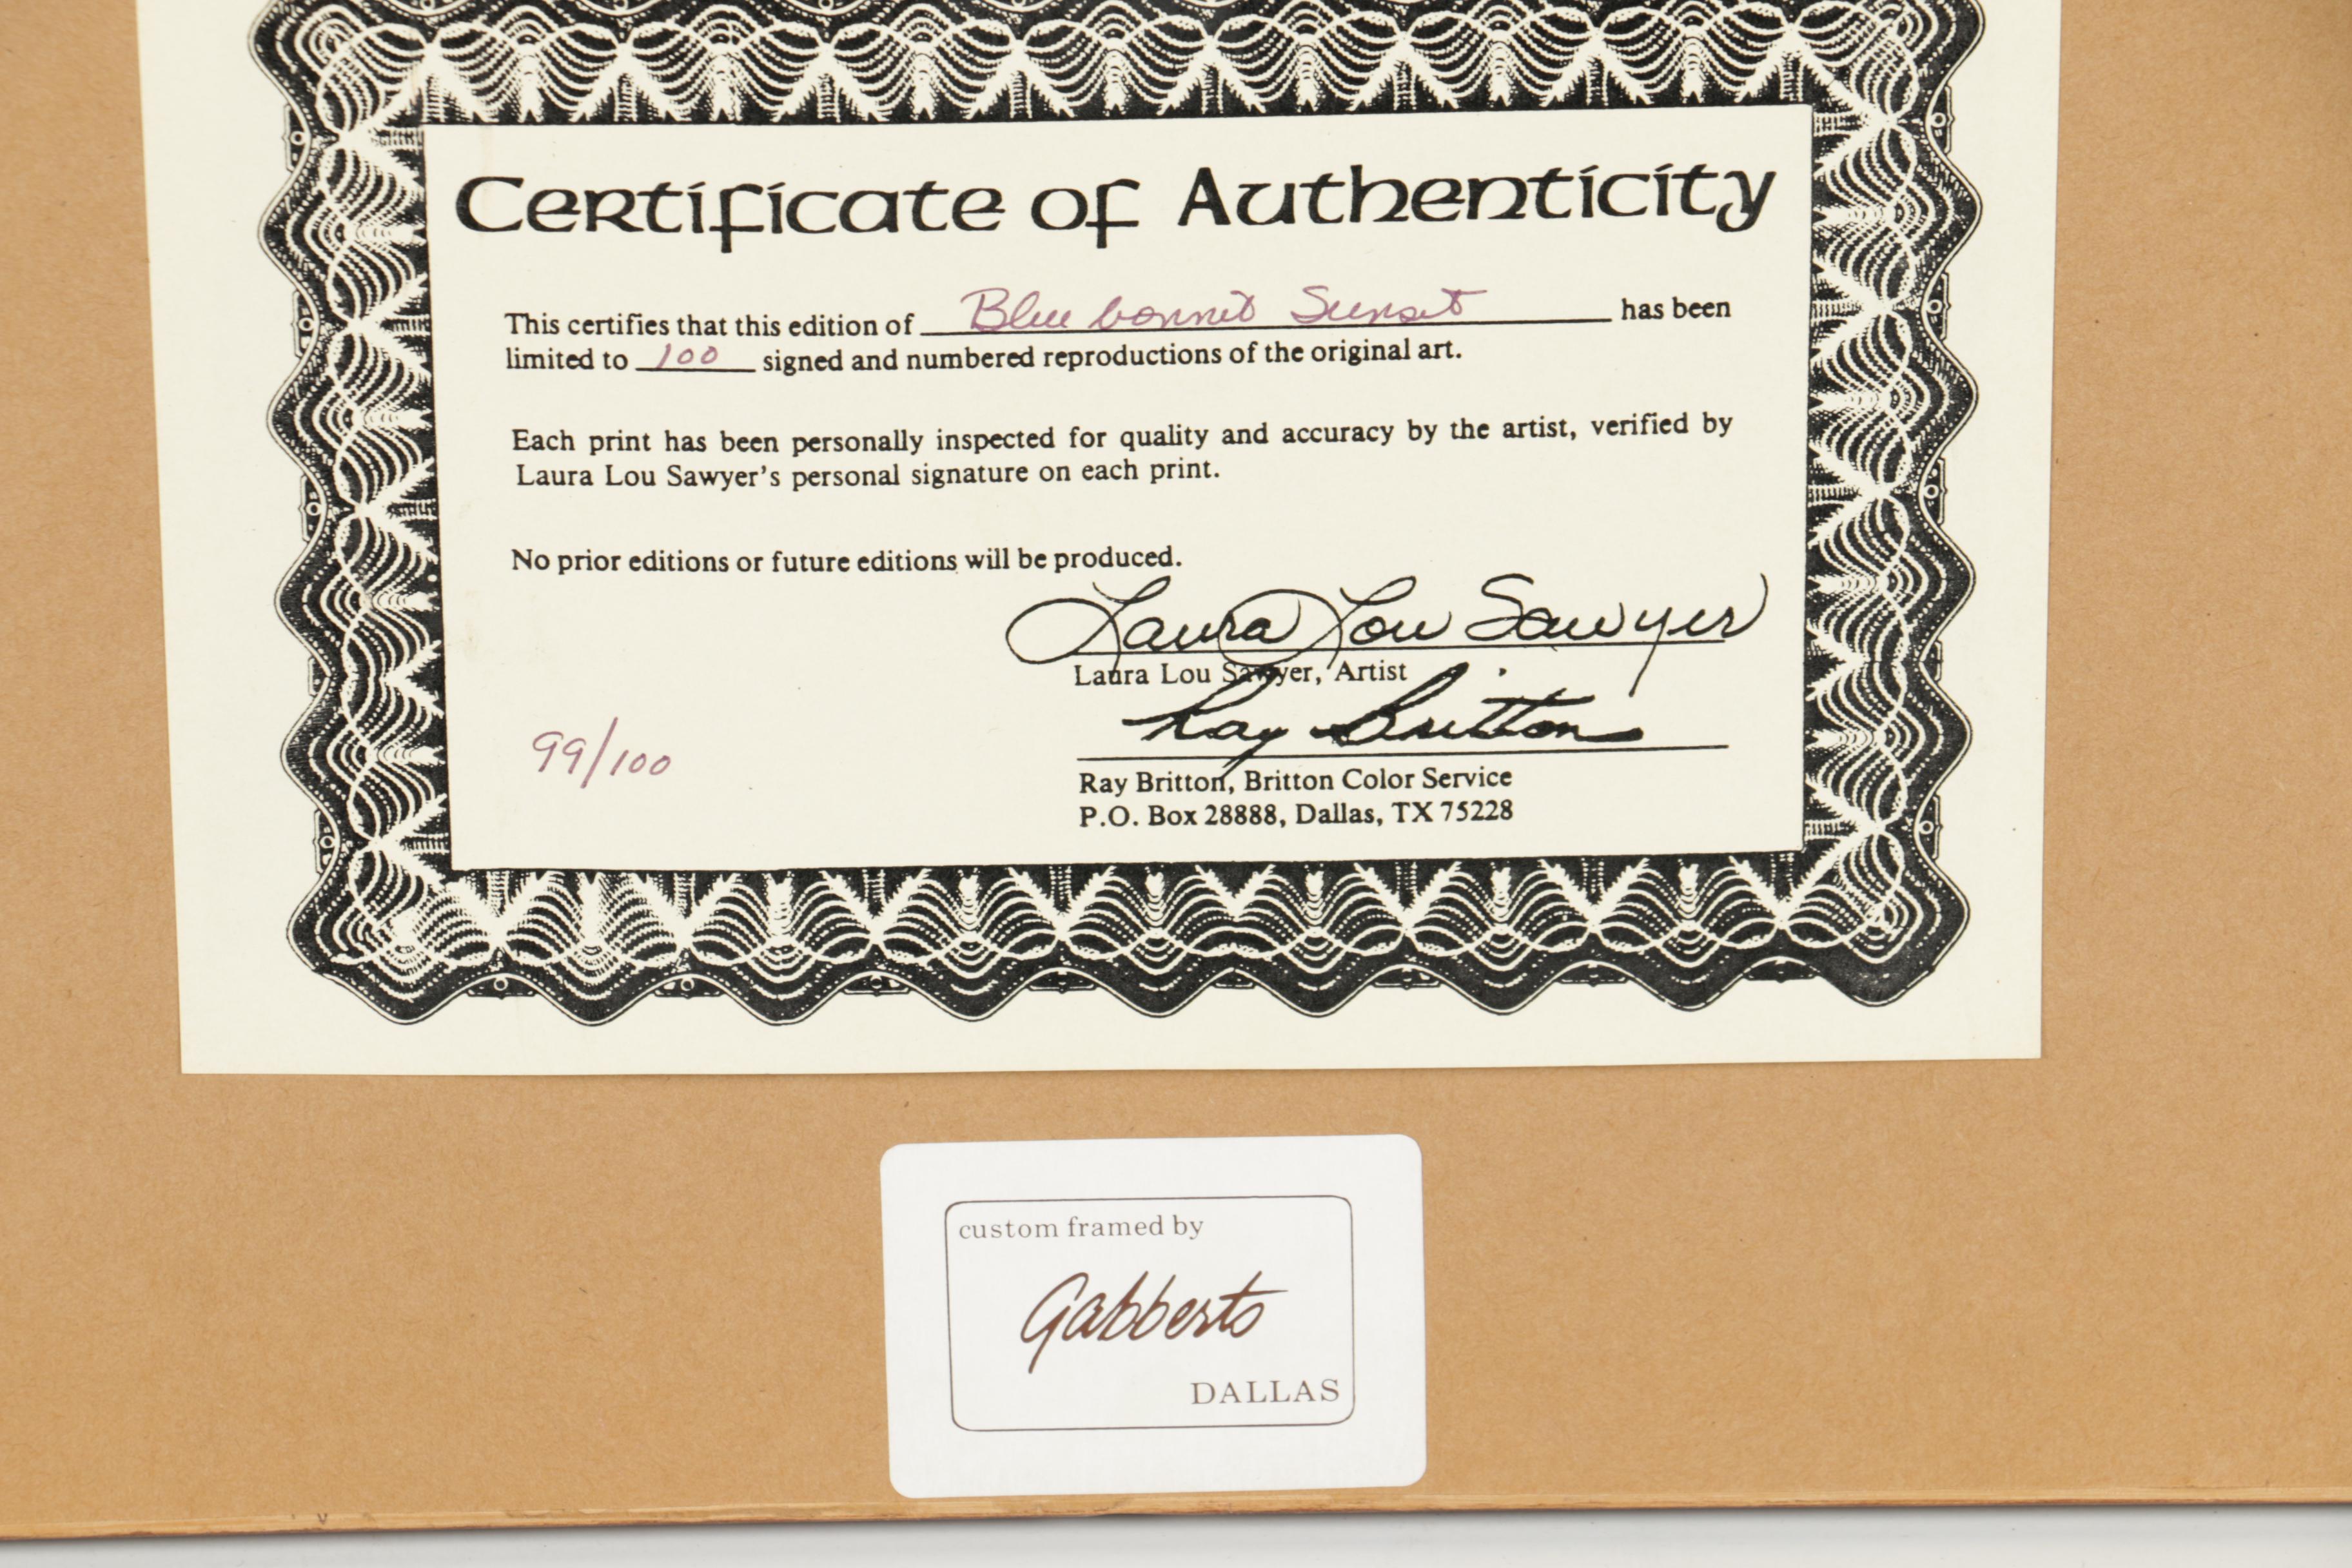 Certificate of Authenticity
This certifies that this edition of Blue bonnet Sunset has been
limited to 100 signed and numbered reproductions of the original art.
Each print has been personally inspected for quality and accuracy by the artist, verified by
Laura Lou Sawyer's personal signature on each print.
No prior editions or future editions will be produced.
Laura Lou Sawyer
Laura Lou Sawyer, Artist
Ray Britton
99/100
Ray Britton, Britton Color Service
P.O. Box 28888, Dallas, TX 75228
custom framed by
Gabberts
DALLAS